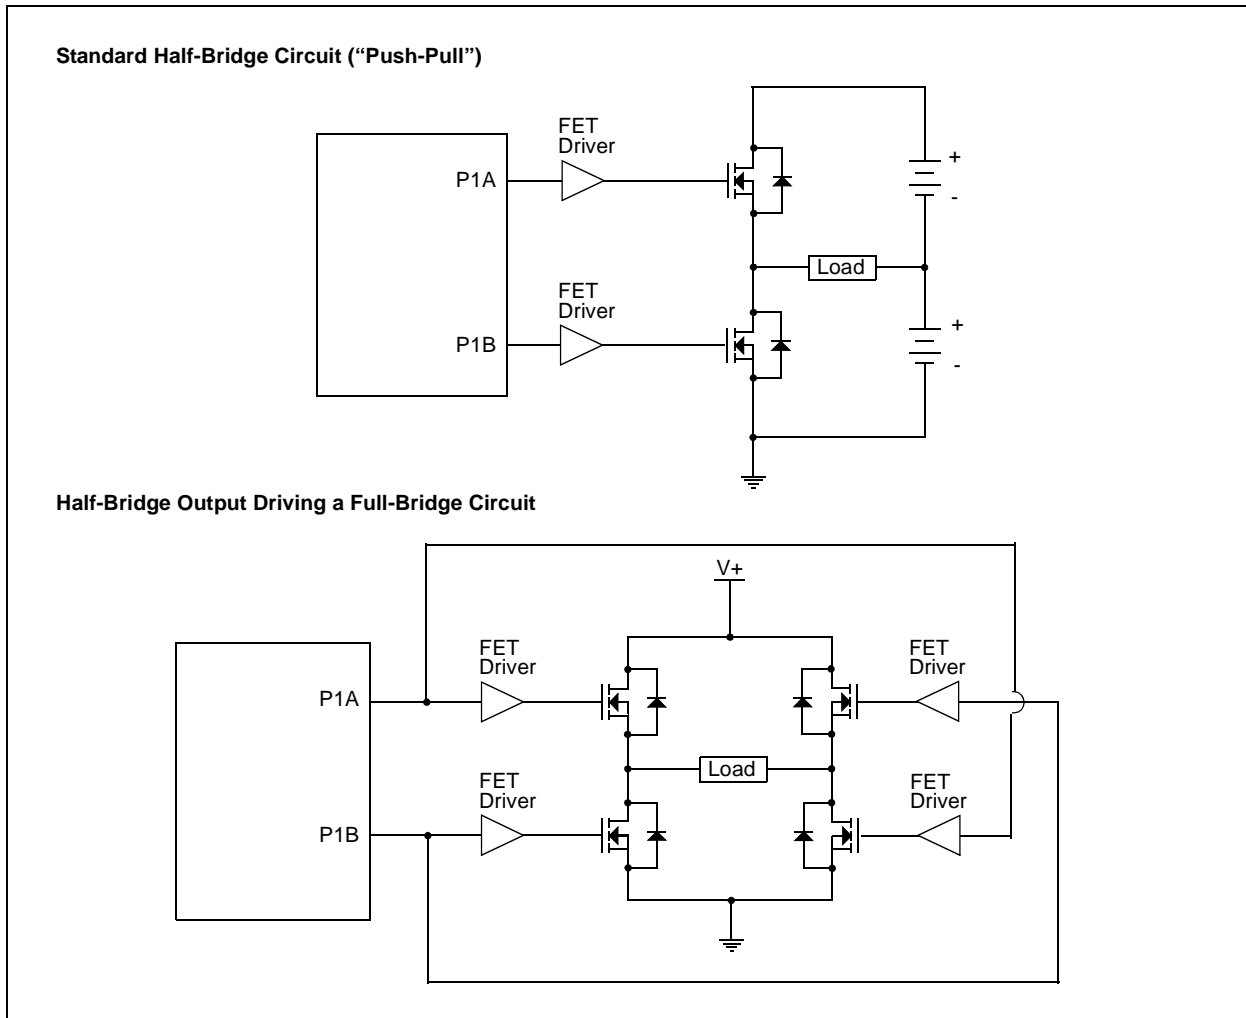 Standard Half-Bridge Circuit (“Push-Pull”)
FET
Driver
P1A
+
-
Load
FET
Driver
P1B
+
-
Half-Bridge Output Driving a Full-Bridge Circuit
V+
FET
Driver
FET
Driver
P1A
Load
FET
Driver
FET
Driver
P1B